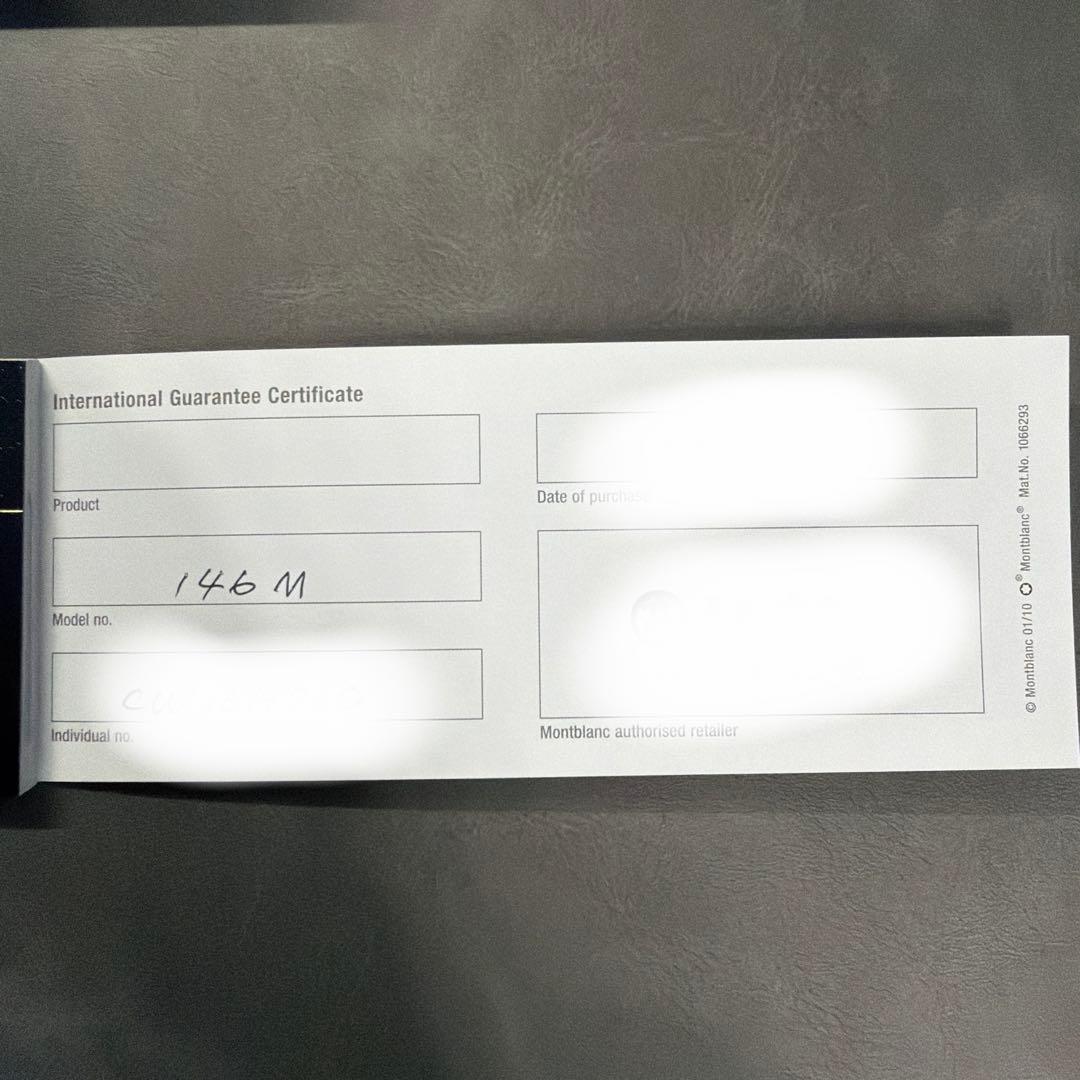 International Guarantee Certificate
Product
146 M
Model no.
Individual no.
Date of purchase
Montblanc authorised retailer
© Montblanc 01/10 ® Montblanc® Mat.No. 1066293